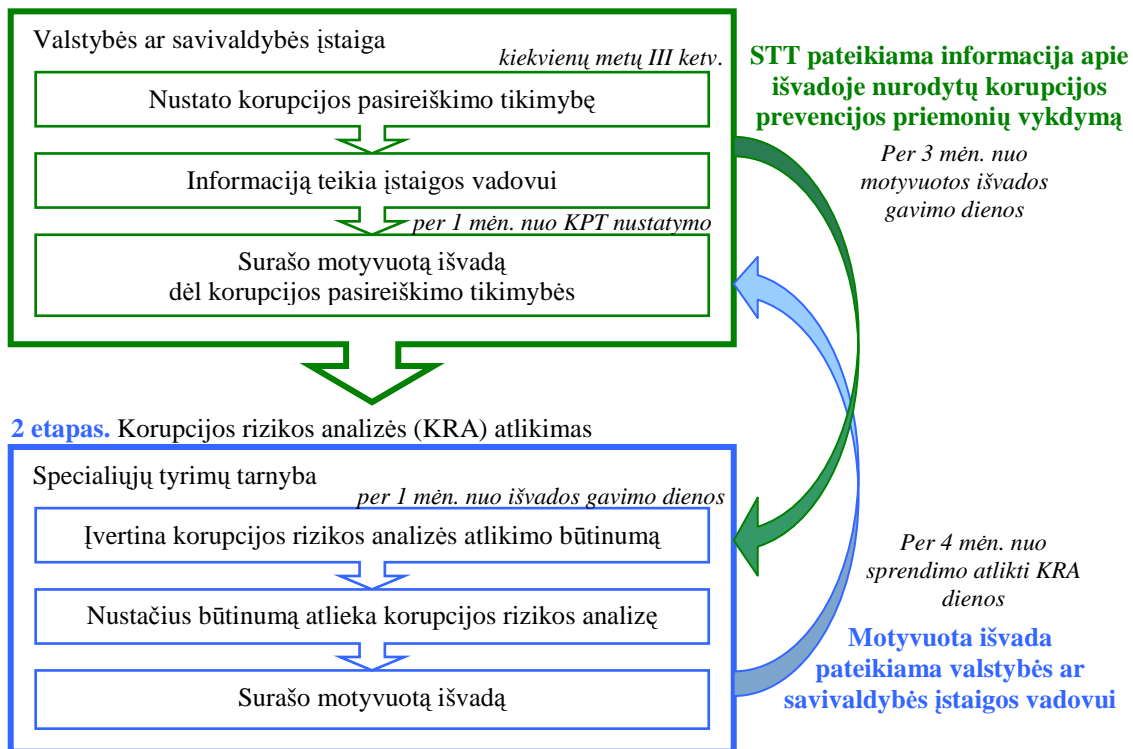 Valstybės ar savivaldybės įstaiga
kiekvienų metų III ketv.
Nustato korupcijos pasireiškimo tikimybę
Informaciją teikia įstaigos vadovui
per 1 mėn. nuo KPT nustatymo
Surašo motyvuotą išvadą
dėl korupcijos pasireiškimo tikimybės
STT pateikiama informacija apie
išvadoje nurodytų korupcijos
prevencijos priemonių vykdymą
Per 3 mėn. nuo
motyvuotos išvados
gavimo dienos
2 etapas. Korupcijos rizikos analizės (KRA) atlikimas
Specialiųjų tyrimų tarnyba
per 1 mėn. nuo išvados gavimo dienos
Įvertina korupcijos rizikos analizės atlikimo būtinumą
Nustačius būtinumą atlieka korupcijos rizikos analizę
Surašo motyvuotą išvadą
Per 4 mėn. nuo
sprendimo atlikti KRA
dienos
Motyvuota išvada
pateikiama valstybės ar
savivaldybės įstaigos vadovui